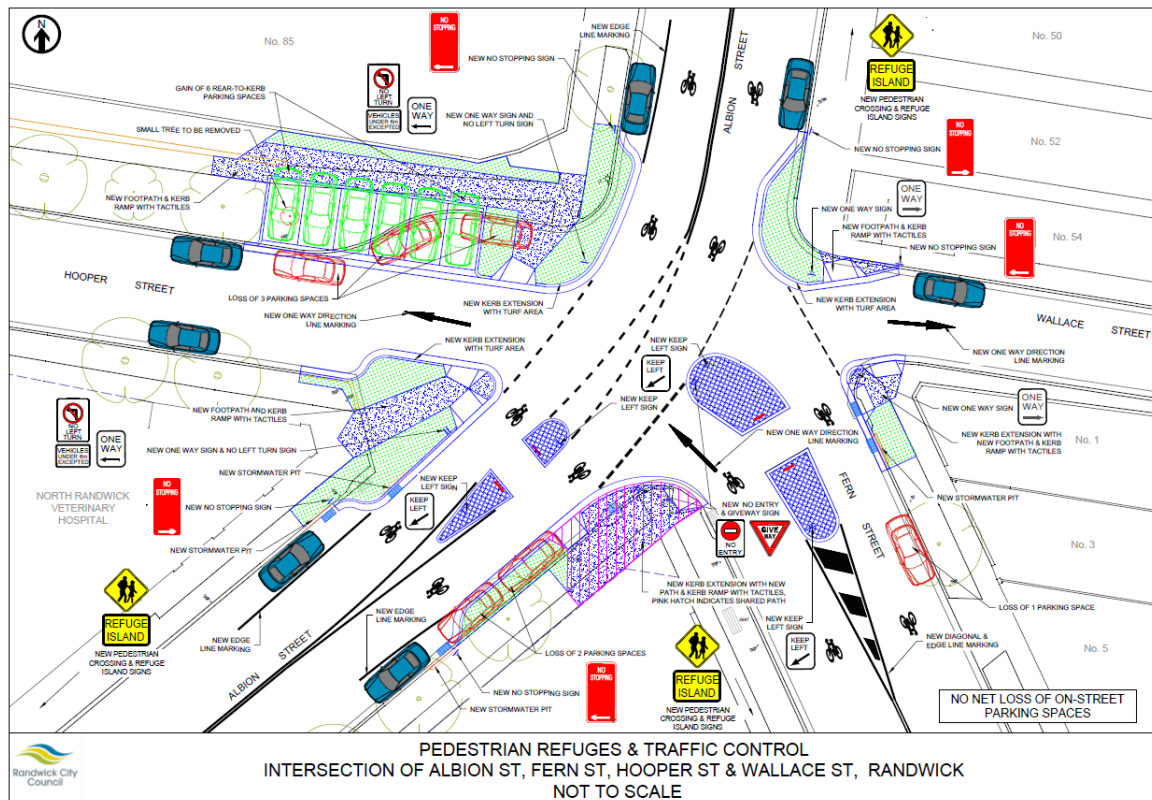 N
No. 85
NO
STOPPING
NEW EDGE
LINE MARKING
NEW NO STOPPING SIGN
ALBION
STREET
REFUGE
ISLAND
NEW PEDESTRIAN
CROSSING & REFUGE
ISLAND SIGNS
No. 50
GAIN OF 6 REAR-TO-KERB
PARKING SPACES
NO
LEFT
TURN
VEHICLES
UNDER 6m
EXCEPTED
ONE
WAY
SMALL TREE TO BE REMOVED
NEW ONE WAY SIGN AND
NO LEFT TURN SIGN
NEW NO STOPPING SIGN
NO
STOPPING
No. 52
NEW FOOTPATH & KERB
RAMP WITH TACTILES
NEW ONE WAY SIGN
ONE
WAY
NEW FOOTPATH & KERB
RAMP WITH TACTILES
NEW NO STOPPING SIGN
NO
STOPPING
No. 54
HOOPER
STREET
LOSS OF 3 PARKING SPACES
NEW ONE WAY DIRECTION
LINE MARKING
NEW KERB EXTENSION
WITH TURF AREA
NEW KERB EXTENSION
WITH TURF AREA
WALLACE STREET
NEW KERB EXTENSION
WITH TURF AREA
NEW KEEP
LEFT SIGN
KEEP
LEFT
NEW ONE WAY DIRECTION
LINE MARKING
NEW FOOTPATH AND KERB
RAMP WITH TACTILES
NEW KEEP
LEFT SIGN
NEW ONE WAY SIGN
ONE
WAY
NO
LEFT
TURN
VEHICLES
UNDER 6m
EXCEPTED
ONE
WAY
NEW ONE WAY SIGN & NO LEFT TURN SIGN
NEW ONE WAY DIRECTION
LINE MARKING
NEW KERB EXTENSION WITH
NEW FOOTPATH & KERB
RAMP WITH TACTILES
No. 1
NEW STORMWATER PIT
NEW KEEP
LEFT SIGN
KEEP
LEFT
FERN
STREET
NEW STORMWATER PIT
NORTH RANDWICK
VETERINARY
HOSPITAL
NO
STOPPING
NEW NO STOPPING SIGN
NEW NO ENTRY
& GIVEWAY SIGN
NO
ENTRY
GIVE
WAY
NEW STORMWATER PIT
No. 3
REFUGE
ISLAND
NEW PEDESTRIAN
CROSSING & REFUGE
ISLAND SIGNS
NEW EDGE
LINE MARKING
NEW EDGE
LINE MARKING
NEW KERB EXTENSION WITH NEW
PATH & KERB RAMP WITH TACTILES,
PINK HATCH INDICATES SHARED PATH
SEAT
NEW KEEP
LEFT SIGN
KEEP
LEFT
LOSS OF 1 PARKING SPACE
NEW DIAGONAL &
EDGE LINE MARKING
No. 5
ALBION STREET
LOSS OF 2 PARKING SPACES
NEW NO STOPPING SIGN
NEW STORMWATER PIT
NO
STOPPING
REFUGE
ISLAND
NEW PEDESTRIAN
CROSSING & REFUGE
ISLAND SIGNS
NO NET LOSS OF ON-STREET
PARKING SPACES
Randwick City
Council
PEDESTRIAN REFUGES & TRAFFIC CONTROL
INTERSECTION OF ALBION ST, FERN ST, HOOPER ST & WALLACE ST, RANDWICK
NOT TO SCALE